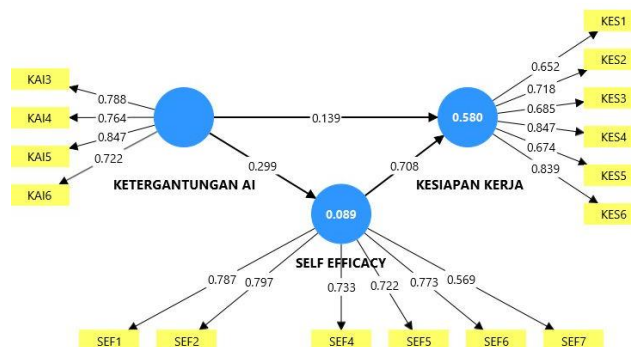 KES1
KES2
KES3
KES4
KES5
KES6
0.652
0.718
0.685
0.847
0.674
0.839
KAI3
KAI4
KAI5
KAI6
0.788
0.764
0.847
0.722
0.580
0.139
0.299
0.708
KETERGANTUNGAN AI
KESIAPAN KERJA
0.089
SELF EFFICACY
0.787
0.797
0.733
0.722
0.773
0.569
SEF1
SEF2
SEF4
SEF5
SEF6
SEF7